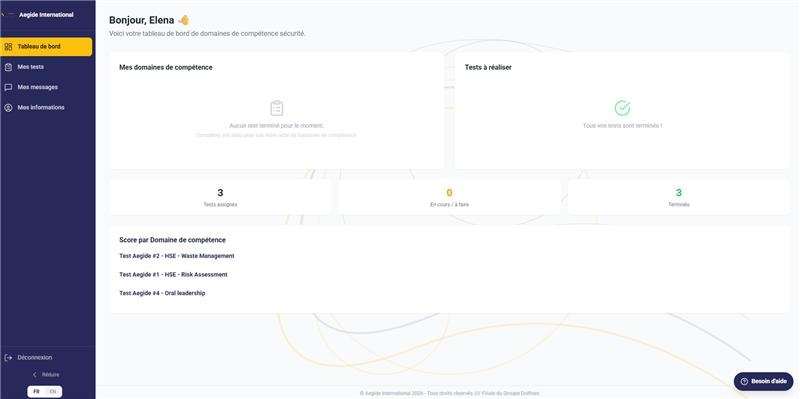 Aegide International
Tableau de bord
Mes tests
Mes messages
Mes informations
Déconnexion
Réduire
FR EN
Bonjour, Elena 👋
Voici votre tableau de bord de domaines de compétence sécurité.
Mes domaines de compétence
Aucun test terminé pour le moment.
Complétez vos tests pour voir votre radar de domaines de compétence.
Tests à réaliser
Tous vos tests sont terminés !
3
Tests assignés
0
En cours / à faire
3
Terminés
Score par Domaine de compétence
Test Aegide #2 - HSE - Waste Management
Test Aegide #1 - HSE - Risk Assessment
Test Aegide #4 - Oral leadership
Besoin d'aide
© Aegide International 2026 - Tous droits réservés /// Filiale du Groupe Dolfines